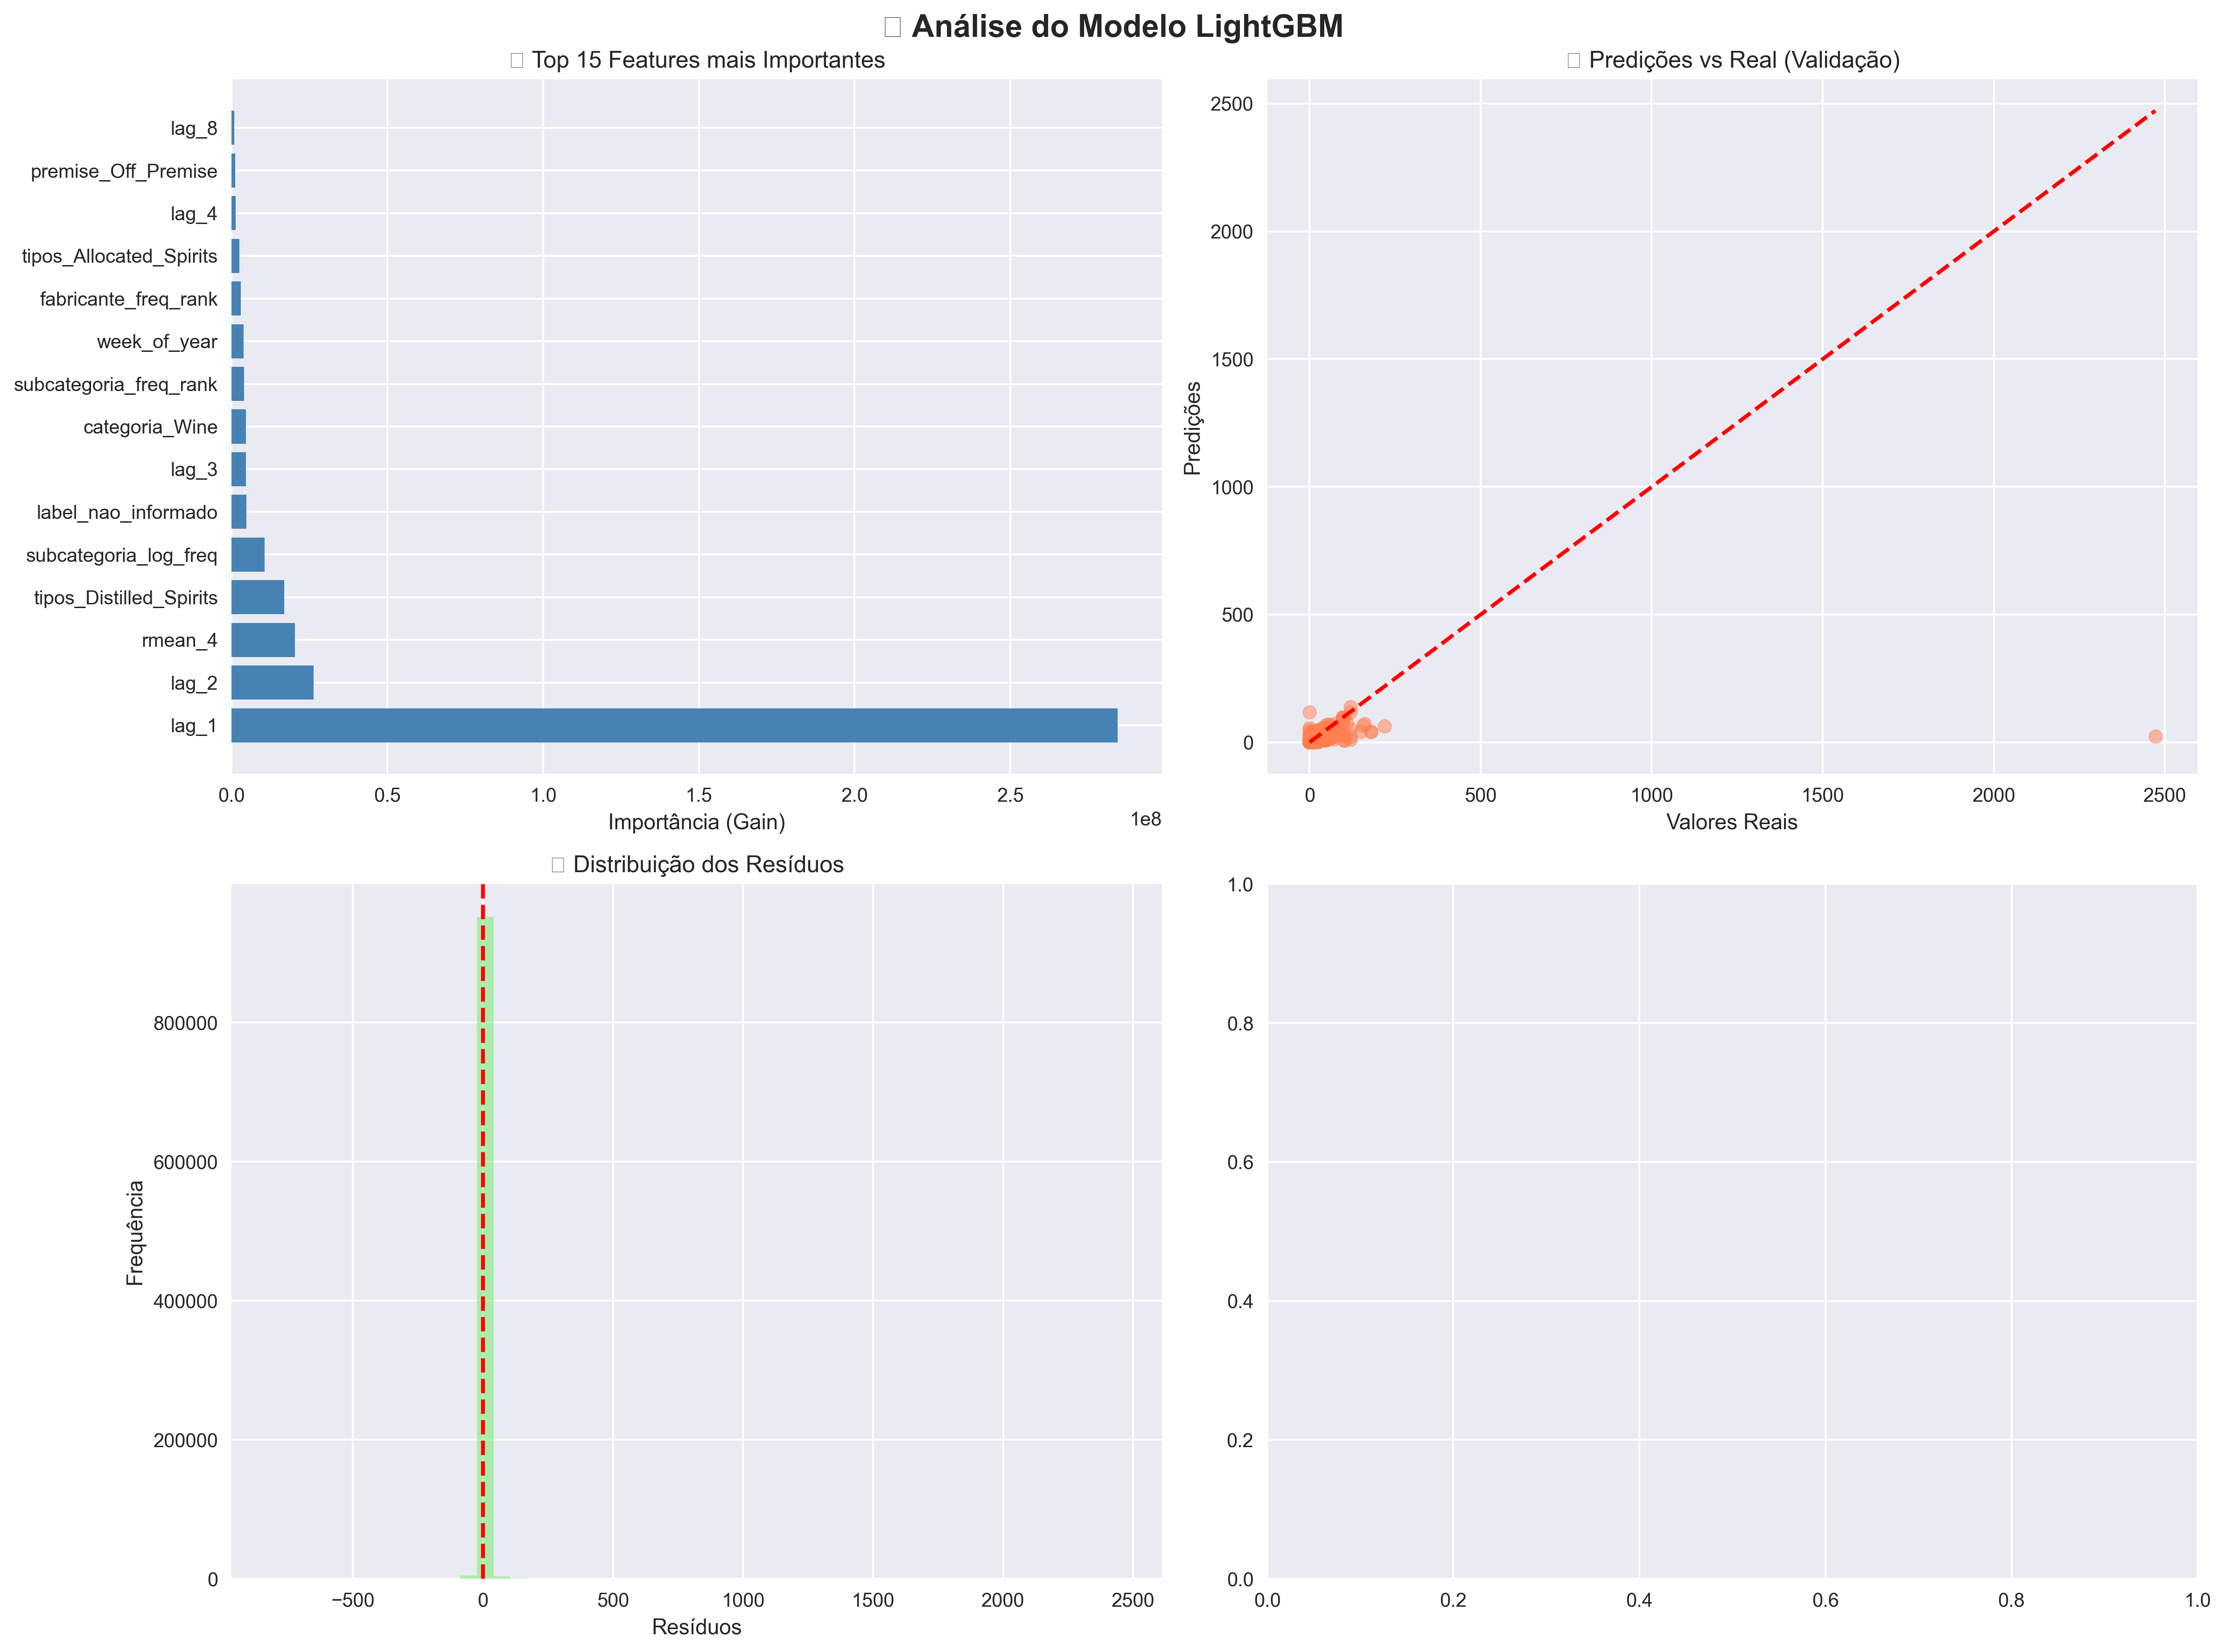 ▯ Análise do Modelo LightGBM
▯ Top 15 Features mais Importantes
lag_8
premise_Off_Premise
lag_4
tipos_Allocated_Spirits
fabricante_freq_rank
week_of_year
subcategoria_freq_rank
categoria_Wine
lag_3
label_nao_informado
subcategoria_log_freq
tipos_Distilled_Spirits
rmean_4
lag_2
lag_1
0.0 0.5 1.0 1.5 2.0 2.5
1e8
Importância (Gain)
▯ Predições vs Real (Validação)
2500
2000
1500
1000
500
0
Predições
0 500 1000 1500 2000 2500
Valores Reais
▯ Distribuição dos Resíduos
800000
600000
400000
200000
0
Frequência
−500 0 500 1000 1500 2000 2500
Resíduos
1.0
0.8
0.6
0.4
0.2
0.0
0.0 0.2 0.4 0.6 0.8 1.0